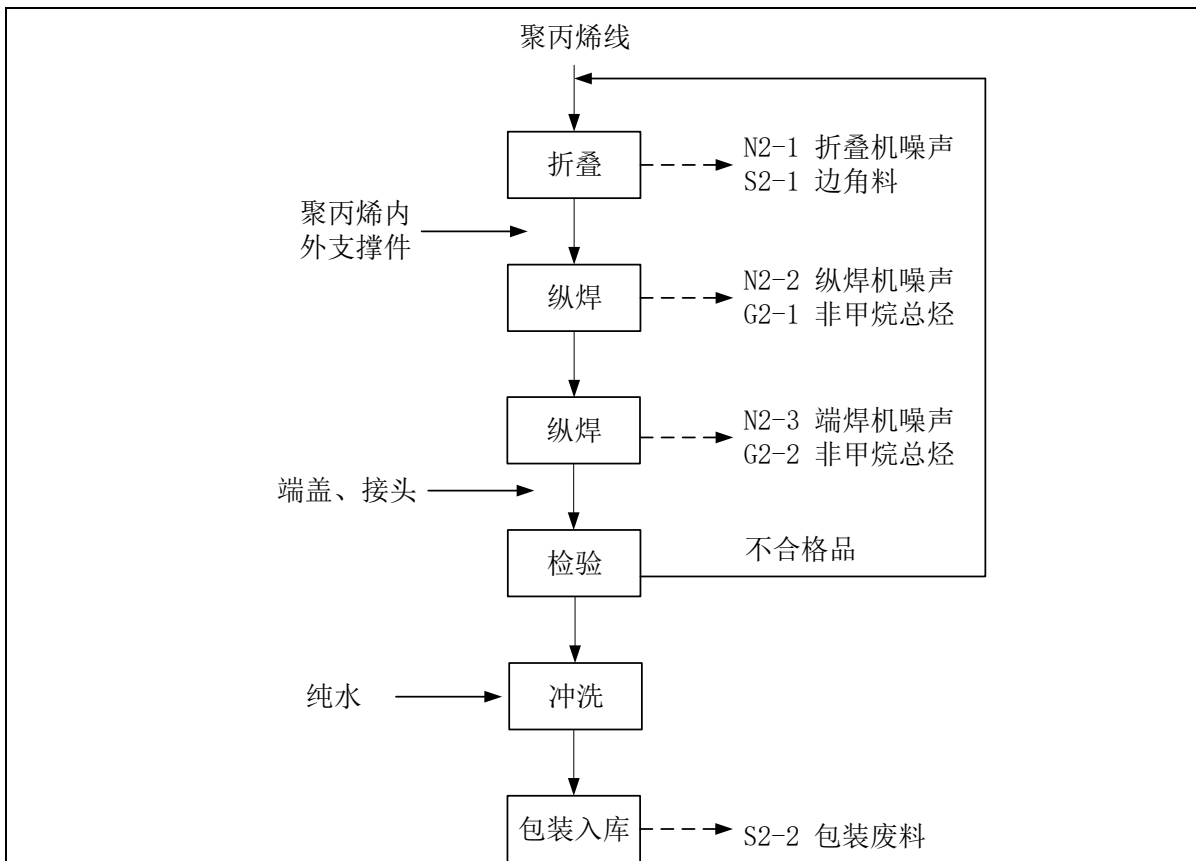 聚丙烯线
折叠
N2-1 折叠机噪声
S2-1 边角料
聚丙烯内
外支撑件
纵焊
N2-2 纵焊机噪声
G2-1 非甲烷总烃
纵焊
N2-3 端焊机噪声
G2-2 非甲烷总烃
端盖、接头
检验
不合格品
纯水
冲洗
包装入库
S2-2 包装废料